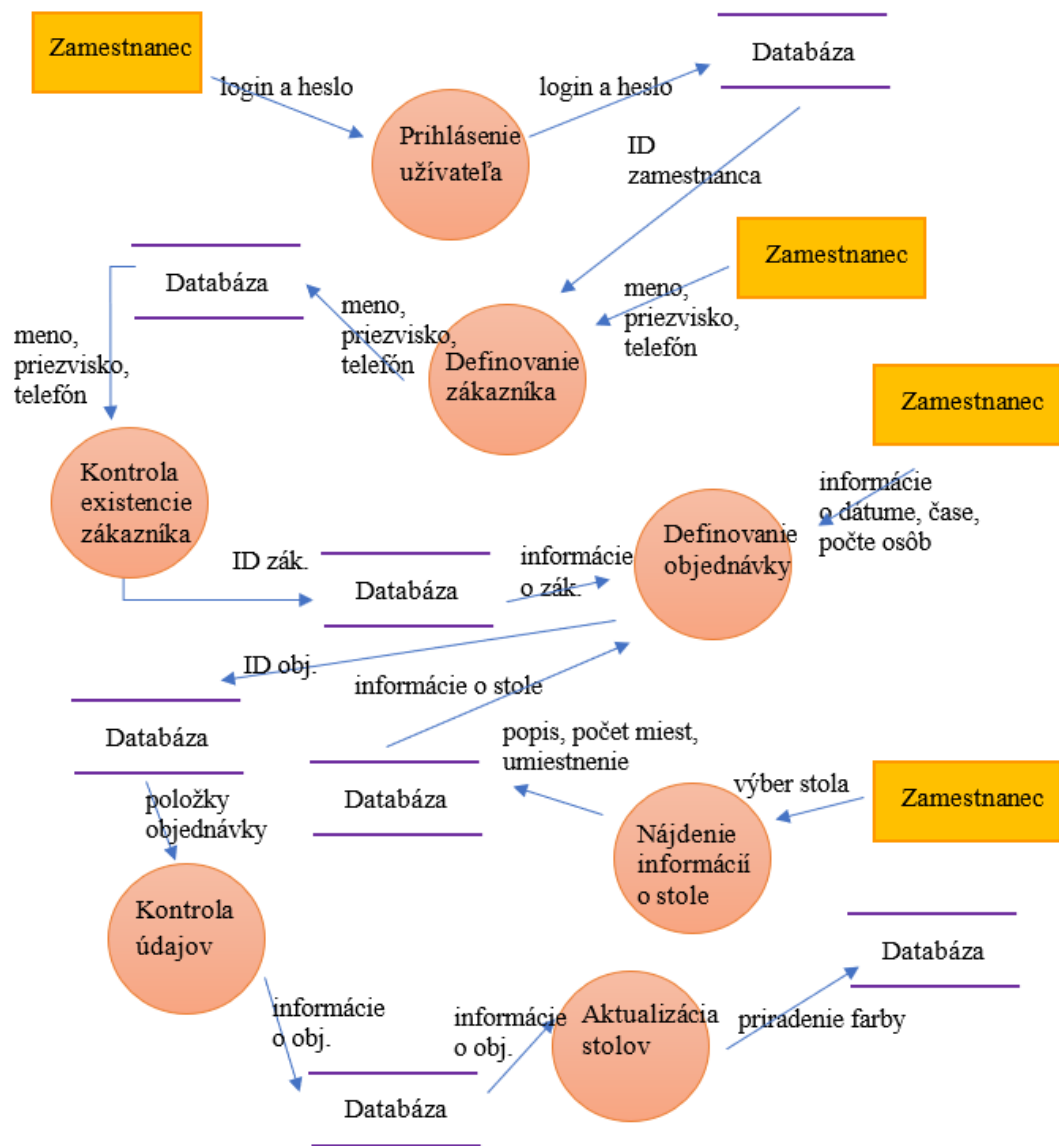 Zamestnanec
Databáza
login a heslo
login a heslo
Prihlásenie
užívateľa
ID
zamestnanca
Zamestnanec
Databáza
meno,
priezvisko,
telefón
meno,
priezvisko,
telefón
meno,
priezvisko,
telefón
Definovanie
zákazníka
Zamestnanec
Kontrola
existencie
zákazníka
informácie
o dátume, čase,
počte osôb
Definovanie
objednávky
ID zák.
informácie
o zák.
Databáza
ID obj.
informácie o stole
Databáza
popis, počet miest,
umiestnenie
výber stola
Zamestnanec
položky
objednávky
Databáza
Nájdenie
informácií
o stole
Kontrola
údajov
Databáza
informácie
o obj.
informácie
o obj.
Aktualizácia
stolov
priradenie farby
Databáza